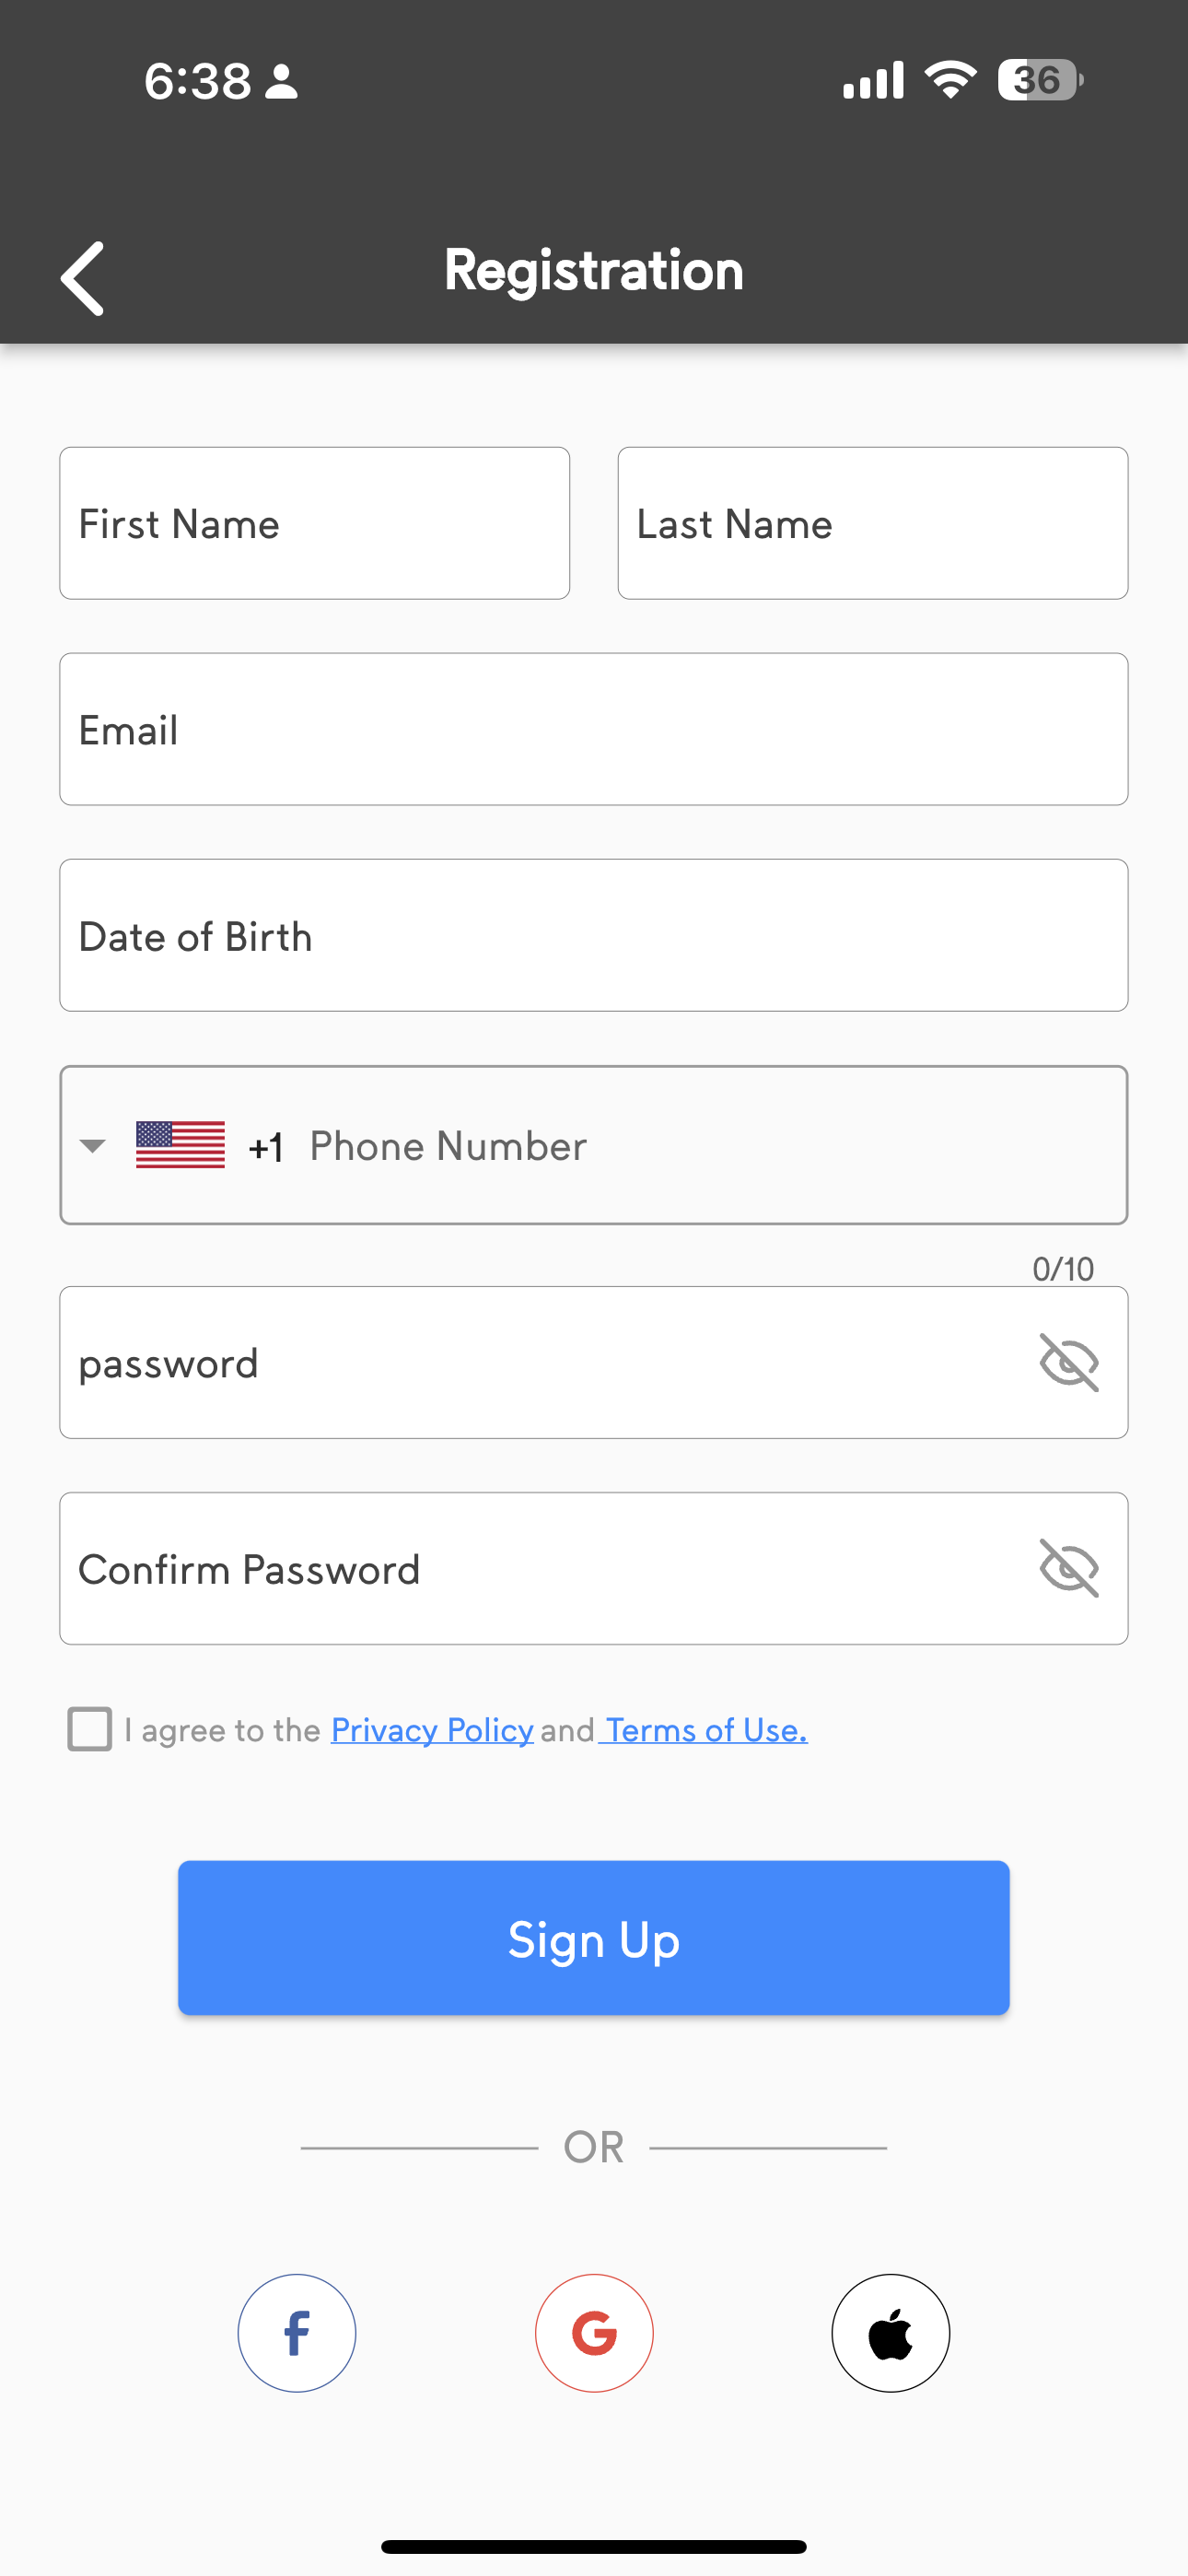 6:38 36
Registration
First Name Last Name
Email
Date of Birth
+1 Phone Number
0/10
password
Confirm Password
I agree to the Privacy Policy and Terms of Use.
Sign Up
OR